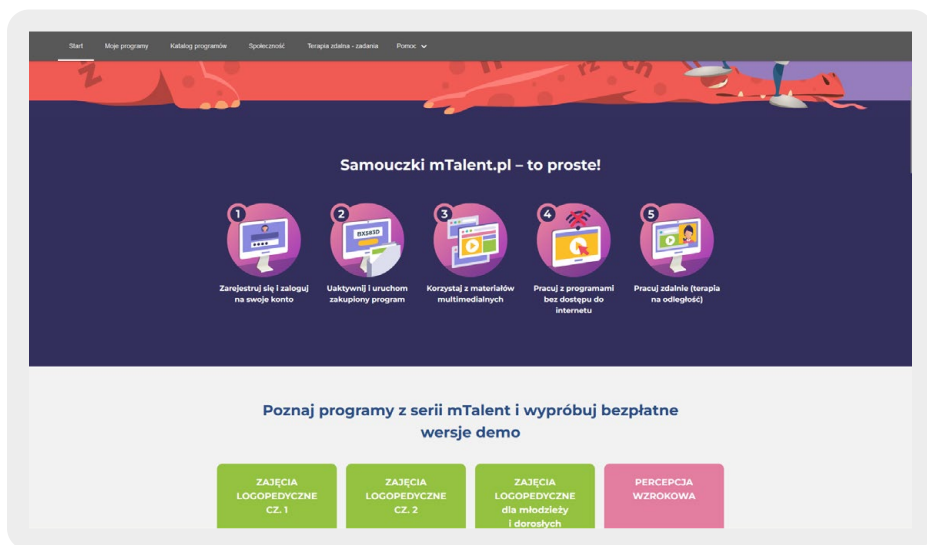 Start Moje programy Katalog programów Społeczność Terapia zdalna - zadania Pomoc
z rz ch
Samouczki mTalent.pl – to proste!
1 2 3 4 5
BXS83D
Zarejestruj się i zaloguj
na swoje konto
Uaktywnij i uruchom
zakupiony program
Korzystaj z materiałów
multimedialnych
Pracuj z programami
bez dostępu do
internetu
Pracuj zdalnie (terapia
na odległość)
Poznaj programy z serii mTalent i wypróbuj bezpłatne
wersje demo
ZAJĘCIA
LOGOPEDYCZNE
CZ. 1
ZAJĘCIA
LOGOPEDYCZNE
CZ. 2
ZAJĘCIA
LOGOPEDYCZNE
dla młodzieży
i dorosłych
PERCEPCJA
WZROKOWA